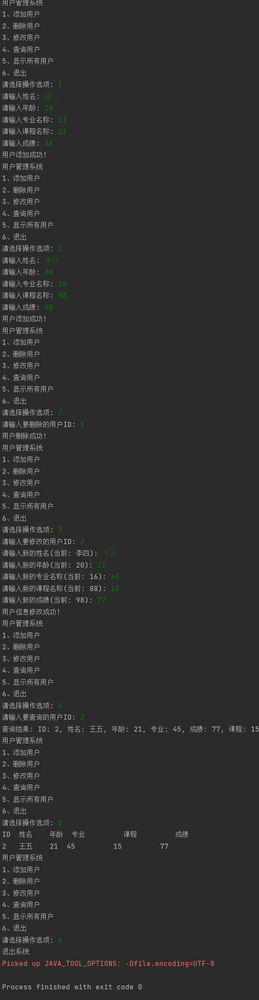 用户管理系统
1、添加用户
2、删除用户
3、修改用户
4、查询用户
5、显示所有用户
6、退出
请选择操作选项: 1
请输入姓名: 张三
请输入年龄: 15
请输入专业名称: 11
请输入课程名称: 21
请输入成绩: 88
用户添加成功!
用户管理系统
1、添加用户
2、删除用户
3、修改用户
4、查询用户
5、显示所有用户
6、退出
请选择操作选项: 1
请输入姓名: 李四
请输入年龄: 20
请输入专业名称: 16
请输入课程名称: 88
请输入成绩: 98
用户添加成功!
用户管理系统
1、添加用户
2、删除用户
3、修改用户
4、查询用户
5、显示所有用户
6、退出
请选择操作选项: 2
请输入要删除的用户ID: 1
用户删除成功!
用户管理系统
1、添加用户
2、删除用户
3、修改用户
4、查询用户
5、显示所有用户
6、退出
请选择操作选项: 3
请输入要修改的用户ID: 2
请输入新的姓名(当前: 李四): 王五
请输入新的年龄(当前: 20): 21
请输入新的专业名称(当前: 16): 45
请输入新的课程名称(当前: 88): 15
请输入新的成绩(当前: 98): 77
用户信息修改成功!
用户管理系统
1、添加用户
2、删除用户
3、修改用户
4、查询用户
5、显示所有用户
6、退出
请选择操作选项: 4
请输入要查询的用户ID: 2
查询结果: ID: 2, 姓名: 王五, 年龄: 21, 专业: 45, 成绩: 77, 课程: 15
用户管理系统
1、添加用户
2、删除用户
3、修改用户
4、查询用户
5、显示所有用户
6、退出
请选择操作选项: 5
ID 姓名 年龄 专业 课程 成绩
2 王五 21 45 15 77
用户管理系统
1、添加用户
2、删除用户
3、修改用户
4、查询用户
5、显示所有用户
6、退出
请选择操作选项: 6
退出系统
Picked up JAVA_TOOL_OPTIONS: -Dfile.encoding=UTF-8
Process finished with exit code 0